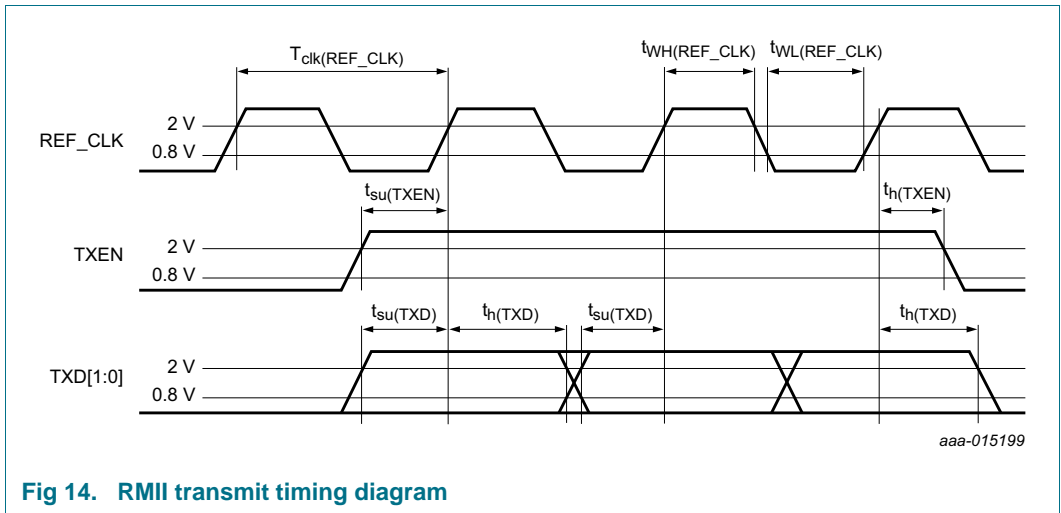 Tclk(REF_CLK)
tWH(REF_CLK) tWL(REF_CLK)
REF_CLK
2 V
0.8 V
tsu(TXEN)
th(TXEN)
TXEN
2 V
0.8 V
tsu(TXD) th(TXD) tsu(TXD) th(TXD)
TXD[1:0]
2 V
0.8 V
aaa-015199
Fig 14. RMII transmit timing diagram